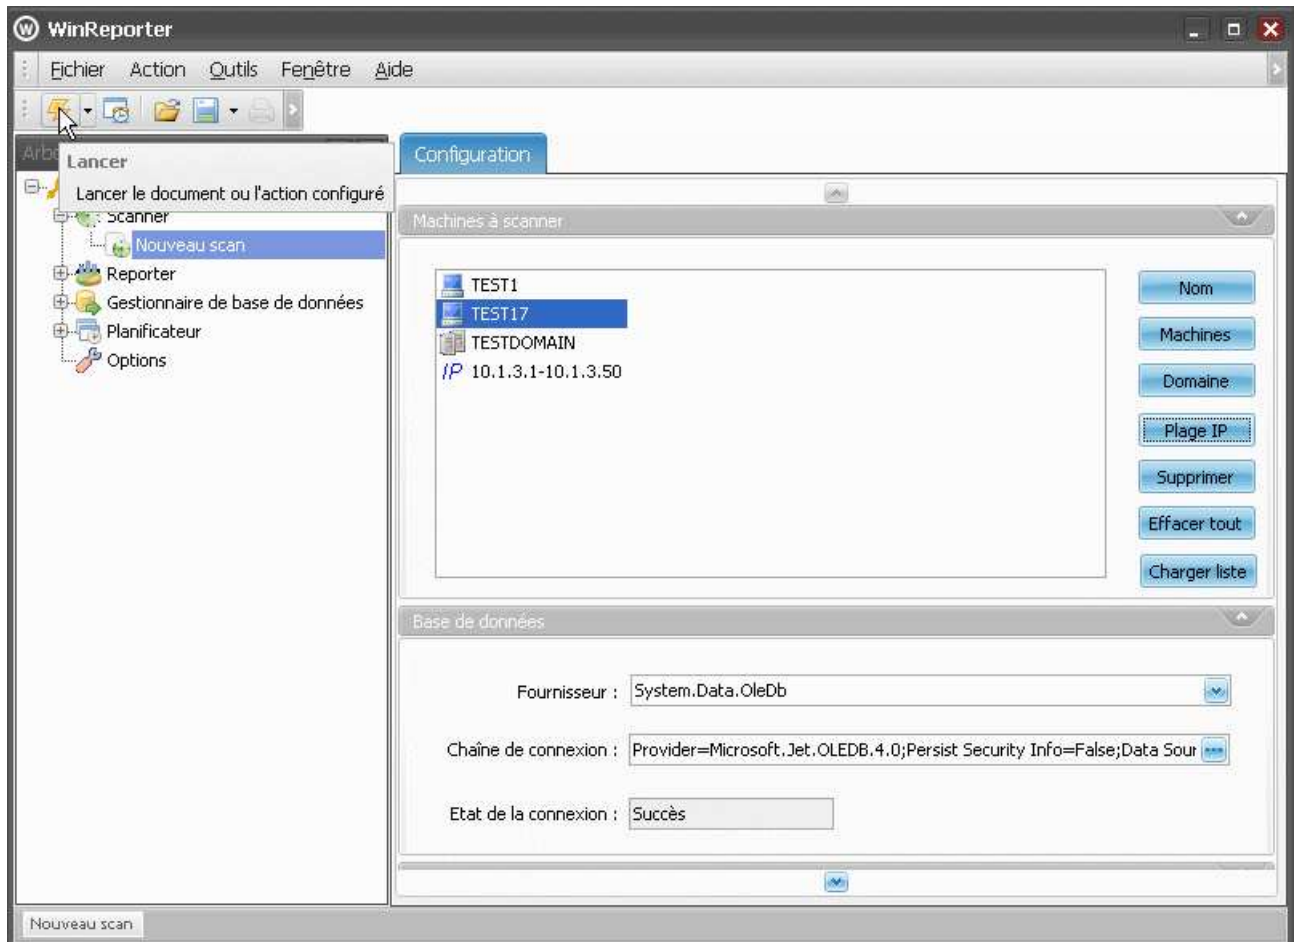 WinReporter
Fichier Action Outils Fenêtre Aide
Arbo
Lancer
Lancer le document ou l'action configuré
Scanner
Nouveau scan
Reporter
Gestionnaire de base de données
Planificateur
Options
Configuration
Machines à scanner
TEST1
TEST17
TESTDOMAIN
IP 10.1.3.1-10.1.3.50
Nom
Machines
Domaine
Plage IP
Supprimer
Effacer tout
Charger liste
Base de données
Fournisseur : System.Data.OleDb
Chaîne de connexion : Provider=Microsoft.Jet.OLEDB.4.0;Persist Security Info=False;Data Sour
Etat de la connexion : Succès
Nouveau scan